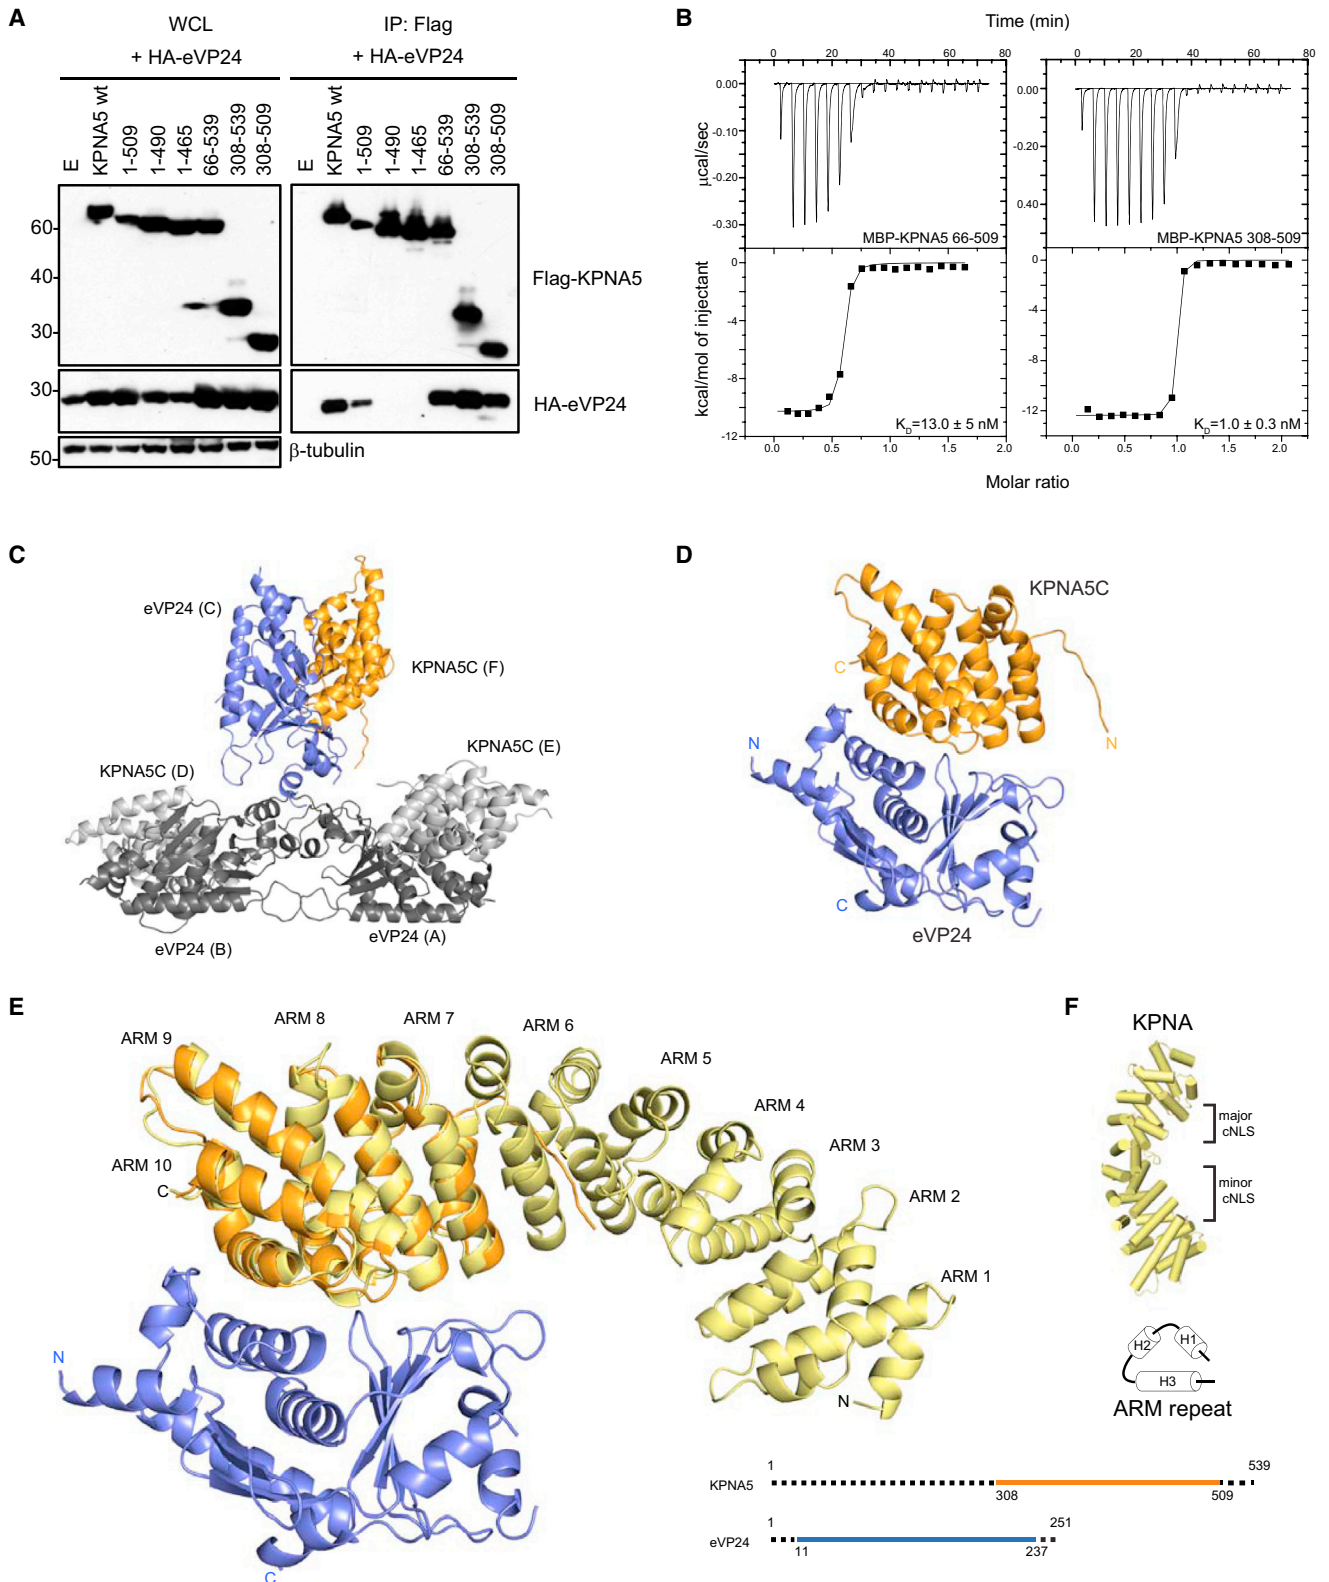 A
WCL
+ HA-eVP24
IP: Flag
+ HA-eVP24
E
KPNA5 wt
1-509
1-490
1-465
66-539
308-539
308-509
E
KPNA5 wt
1-509
1-490
1-465
66-539
308-539
308-509
60
40
30
Flag-KPNA5
30
HA-eVP24
50
β-tubulin
B
Time (min)
0 20 40 60 80
0 20 40 60 80
0.00
-0.10
-0.20
-0.30
µcal/sec
0.00
-0.20
0.40
MBP-KPNA5 66-509
MBP-KPNA5 308-509
0
-4
-8
-12
kcal/mol of injectant
0
-4
-8
-12
K_D=13.0 ± 5 nM
K_D=1.0 ± 0.3 nM
0.0 0.5 1.0 1.5 2.0
0.0 0.5 1.0 1.5 2.0
Molar ratio
C
eVP24 (C)
KPNA5C (F)
KPNA5C (E)
KPNA5C (D)
eVP24 (B)
eVP24 (A)
D
KPNA5C
C
N
N
C
eVP24
E
ARM 9
ARM 8
ARM 7
ARM 6
ARM 5
ARM 4
ARM 3
ARM 2
ARM 1
ARM 10
C
N
N
C
F
KPNA
major
cNLS
minor
cNLS
H2
H1
H3
ARM repeat
1
539
KPNA5
308
509
1
251
eVP24
11
237